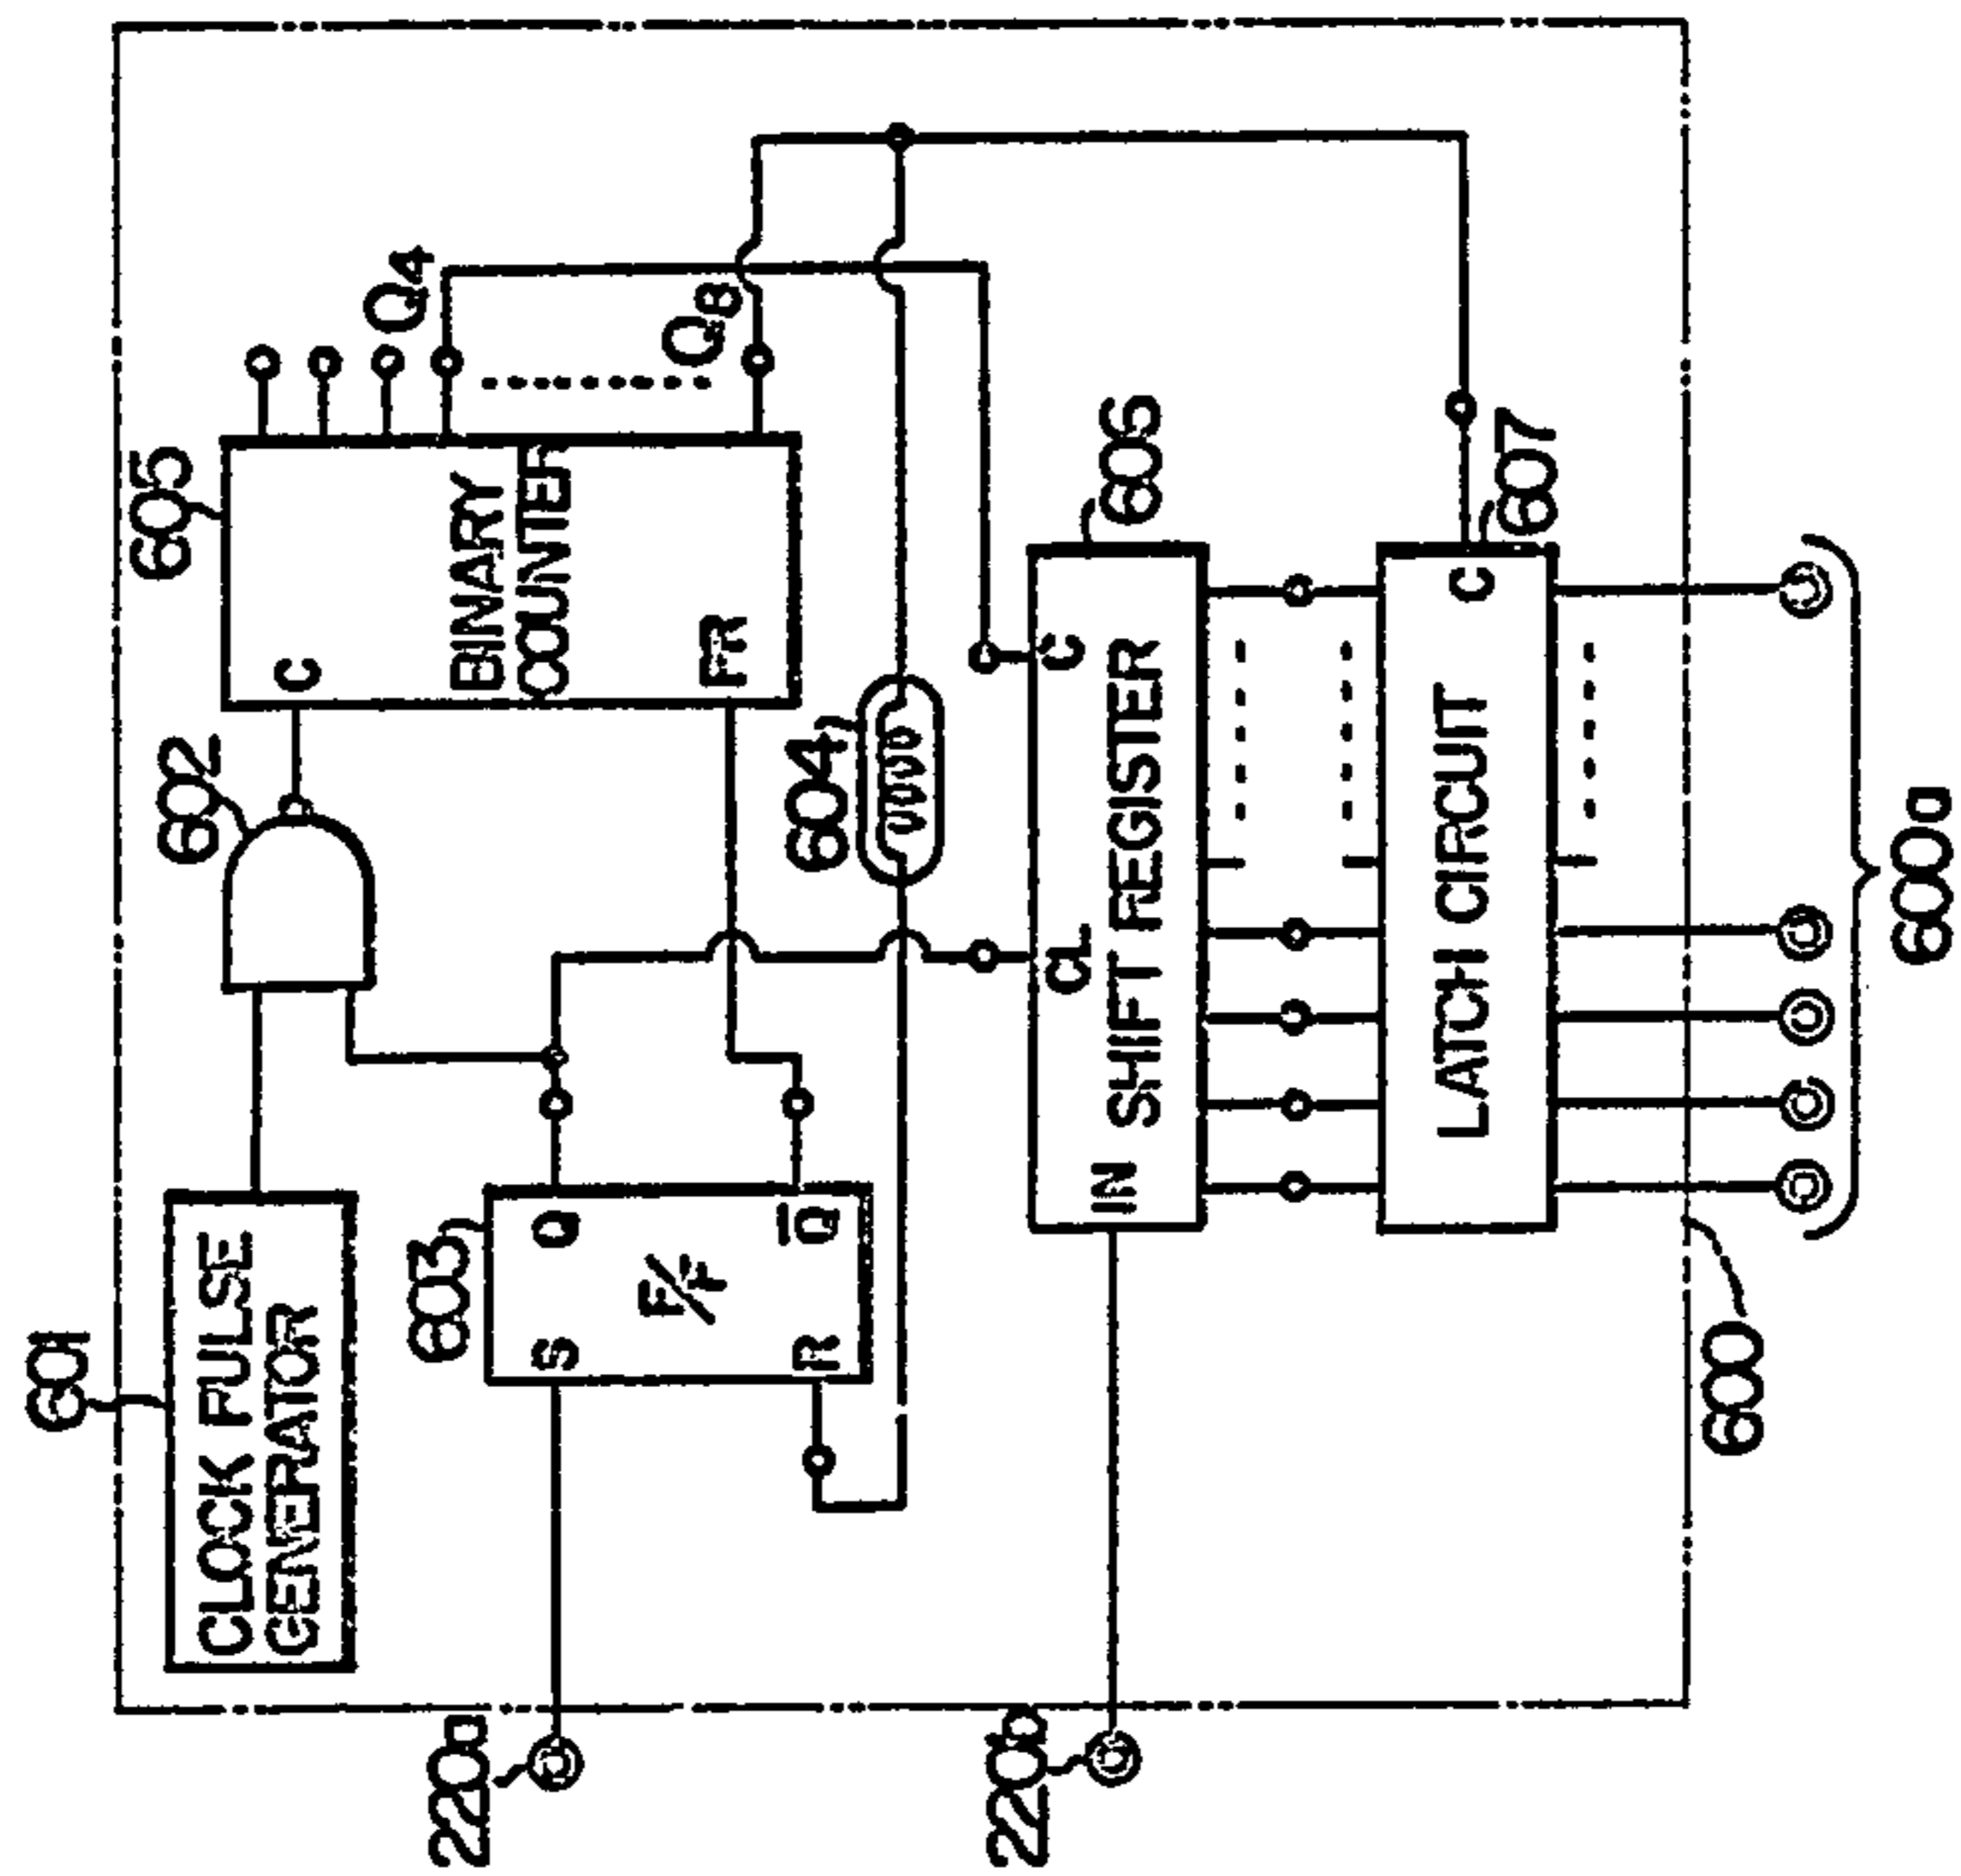 601
CLOCK PULSE
GENERATOR
602
605
C
BINARY
COUNTER
FR
Q4
Q8
220a
603
S
Q
F/F
R
Q̅
604
220b
606
IN
CL
C
SHIFT REGISTER
607
C
LATCH CIRCUIT
600
600a